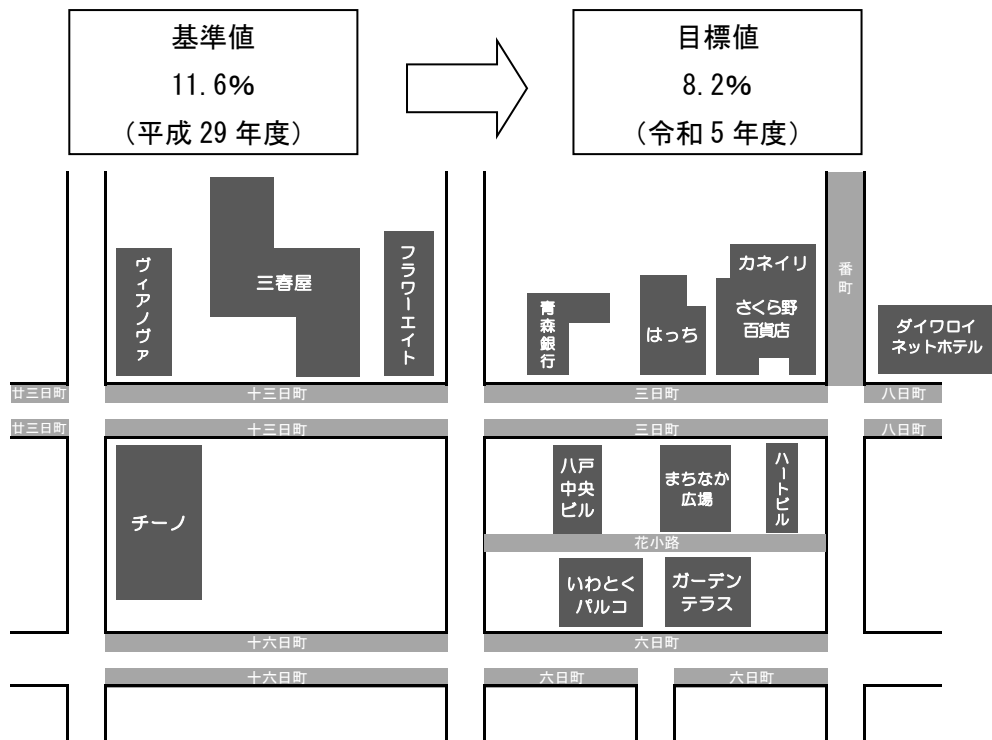 基準値
11.6%
(平成 29 年度)
目標値
8.2%
(令和 5 年度)
ヴィアノヴァ
三春屋
フラワーエイト
青森銀行
はっち
カネイリ
さくら野
百貨店
番町
ダイワロイ
ネットホテル
廿三日町
十三日町
三日町
八日町
廿三日町
十三日町
三日町
八日町
チーノ
八戸
中央
ビル
まちなか
広場
ハートビル
花小路
いわとく
パルコ
ガーデン
テラス
十六日町
六日町
十六日町
六日町
六日町